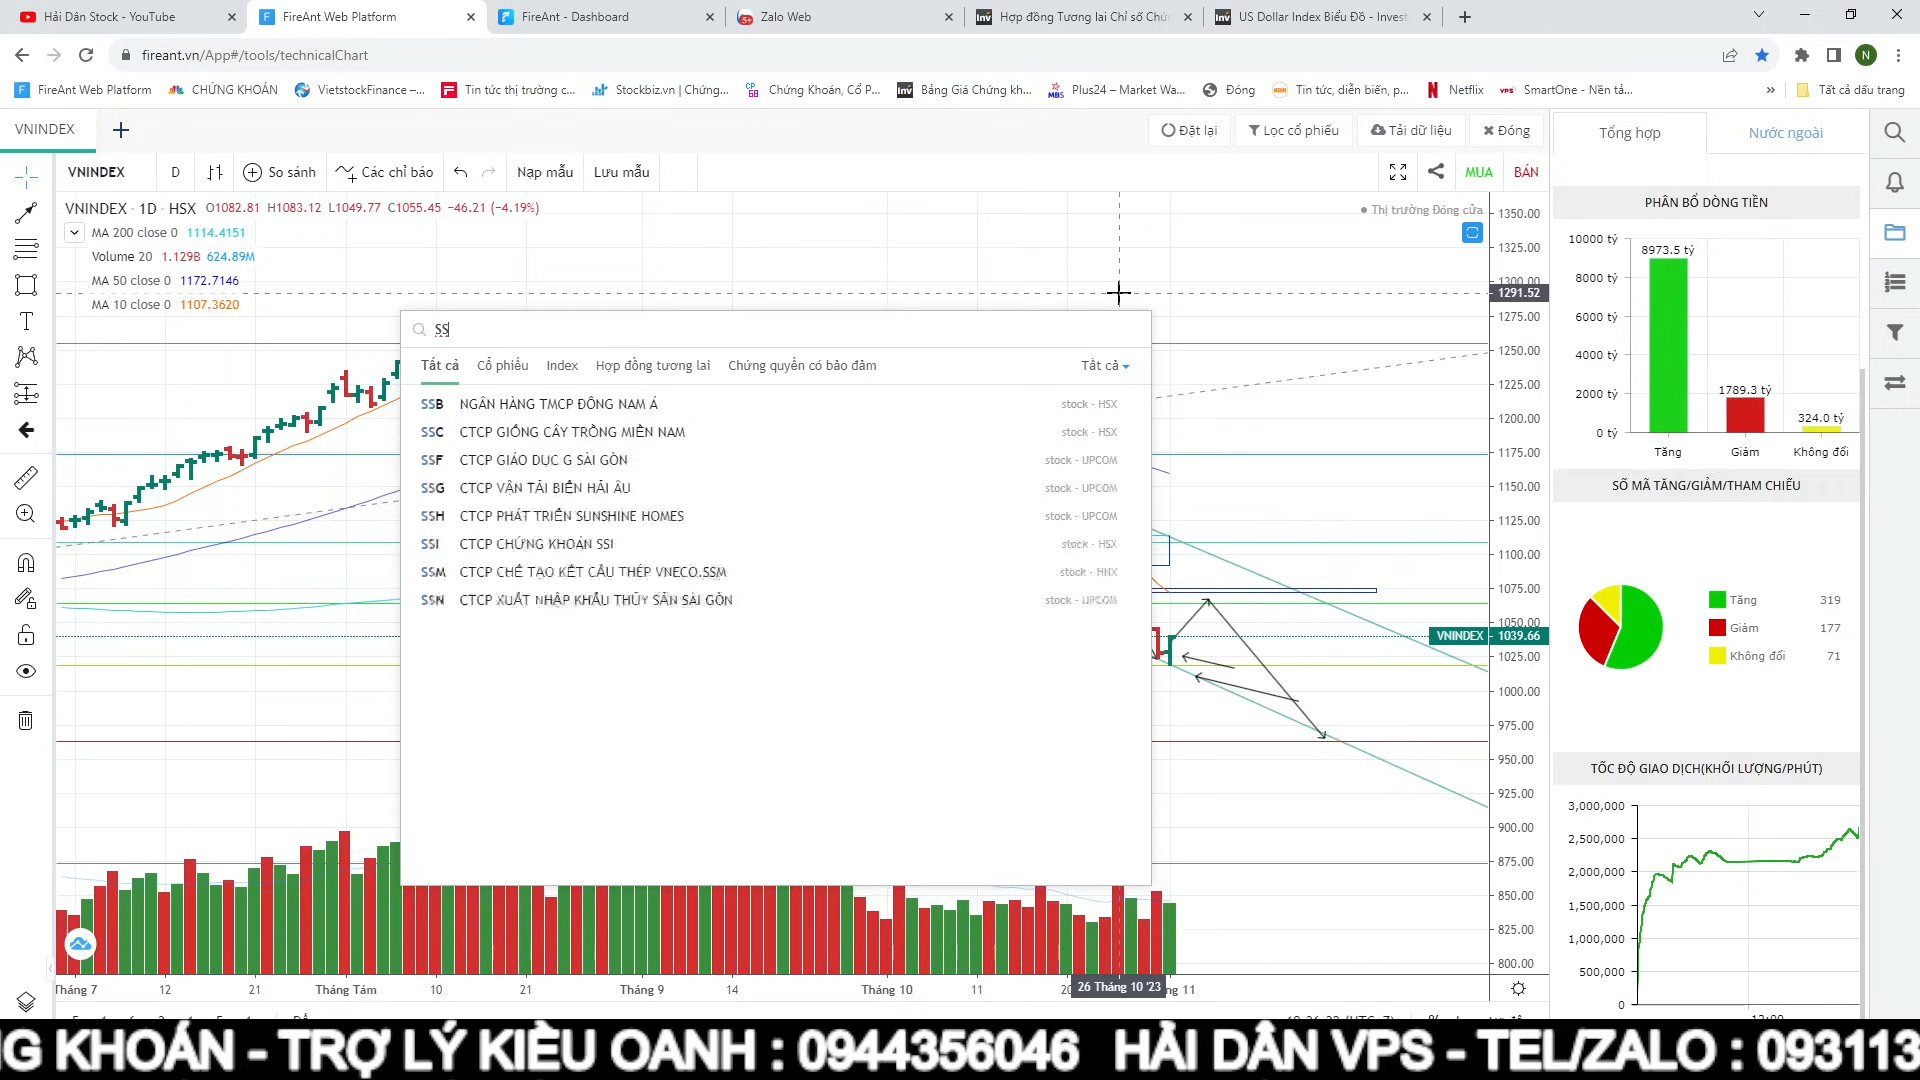 Hải Dân Stock - YouTube
FireAnt Web Platform
FireAnt - Dashboard
Zalo Web
Hợp đồng Tương lai Chỉ số Chứn
US Dollar Index Biểu Đồ - Invest
fireant.vn/App#/tools/technicalChart
N
FireAnt Web Platform
CHỨNG KHOÁN
VietstockFinance –...
Tin tức thị trường c...
Stockbiz.vn | Chứng...
Chứng Khoán, Cổ P...
Bảng Giá Chứng kh...
Plus24 – Market Wa...
Đóng
Tin tức, diễn biến, p...
Netflix
SmartOne - Nền tả...
Tất cả dấu trang
VNINDEX
Đặt lại
Lọc cổ phiếu
Tải dữ liệu
Đóng
Tổng hợp
Nước ngoài
VNINDEX
D
So sánh
Các chỉ báo
Nạp mẫu
Lưu mẫu
MUA
BÁN
VNINDEX · 1D · HSX O1082.81 H1083.12 L1049.77 C1055.45 −46.21 (−4.19%)
Thị trường Đóng cửa
MA 200 close 0 1114.4151
Volume 20 1.129B 624.89M
MA 50 close 0 1172.7146
MA 10 close 0 1107.3620
SS
Tất cả
Cổ phiếu
Index
Hợp đồng tương lai
Chứng quyền có bảo đảm
Tất cả
SSB NGÂN HÀNG TMCP ĐÔNG NAM Á stock - HSX
SSC CTCP GIỐNG CÂY TRỒNG MIỀN NAM stock - HSX
SSF CTCP GIÁO DỤC G SÀI GÒN stock - UPCOM
SSG CTCP VẬN TẢI BIỂN HẢI ÂU stock - UPCOM
SSH CTCP PHÁT TRIỂN SUNSHINE HOMES stock - UPCOM
SSI CTCP CHỨNG KHOÁN SSI stock - HSX
SSM CTCP CHẾ TẠO KẾT CẤU THÉP VNECO.SSM stock - HNX
SSN CTCP XUẤT NHẬP KHẨU THỦY SẢN SÀI GÒN stock - UPCOM
1350.00
1325.00
1300.00
1291.52
1275.00
1250.00
1225.00
1200.00
1175.00
1150.00
1125.00
1100.00
1075.00
1050.00
VNINDEX 1039.66
1025.00
1000.00
975.00
950.00
925.00
900.00
875.00
850.00
825.00
800.00
Tháng 7
12
21
Tháng Tám
10
21
Tháng 9
14
Tháng 10
11
26 Tháng 10 '23
PHÂN BỔ DÒNG TIỀN
10000 tỷ
8000 tỷ
6000 tỷ
4000 tỷ
2000 tỷ
0 tỷ
8973.5 tỷ
1789.3 tỷ
324.0 tỷ
Tăng
Giảm
Không đổi
SỐ MÃ TĂNG/GIẢM/THAM CHIẾU
Tăng 319
Giảm 177
Không đổi 71
TỐC ĐỘ GIAO DỊCH(KHỐI LƯỢNG/PHÚT)
3,000,000
2,500,000
2,000,000
1,500,000
1,000,000
500,000
0
NG KHOÁN - TRỢ LÝ KIỀU OANH : 0944356046 HẢI DÂN VPS - TEL/ZALO : 093113